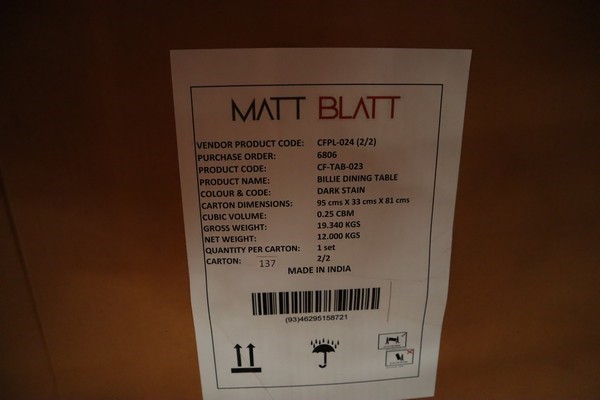 MATT BLATT
VENDOR PRODUCT CODE: CFPL-024 (2/2)
PURCHASE ORDER: 6806
PRODUCT CODE: CF-TAB-023
PRODUCT NAME: BILLIE DINING TABLE
COLOUR & CODE: DARK STAIN
CARTON DIMENSIONS: 95 cms X 33 cms X 81 cms
CUBIC VOLUME: 0.25 CBM
GROSS WEIGHT: 19.340 KGS
NET WEIGHT: 12.000 KGS
QUANTITY PER CARTON: 1 set
CARTON: 137 2/2
MADE IN INDIA
(93)46295158721